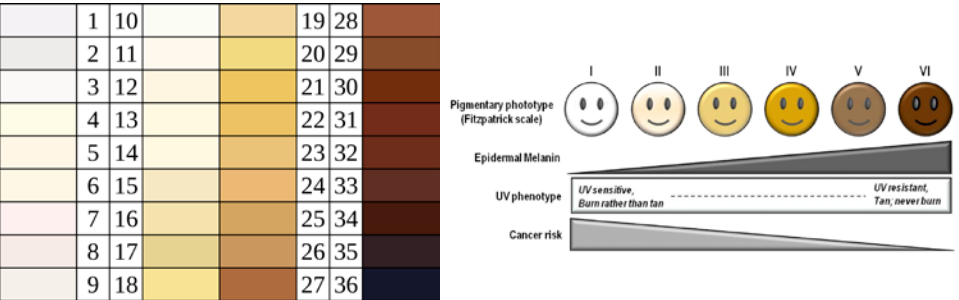 1 10 19 28
2 11 20 29
3 12 21 30
4 13 22 31
5 14 23 32
6 15 24 33
7 16 25 34
8 17 26 35
9 18 27 36
I II III IV V VI
Pigmentary phototype
(Fitzpatrick scale)
Epidermal Melanin
UV phenotype
UV sensitive,
Burn rather than tan
UV resistant,
Tan; never burn
Cancer risk